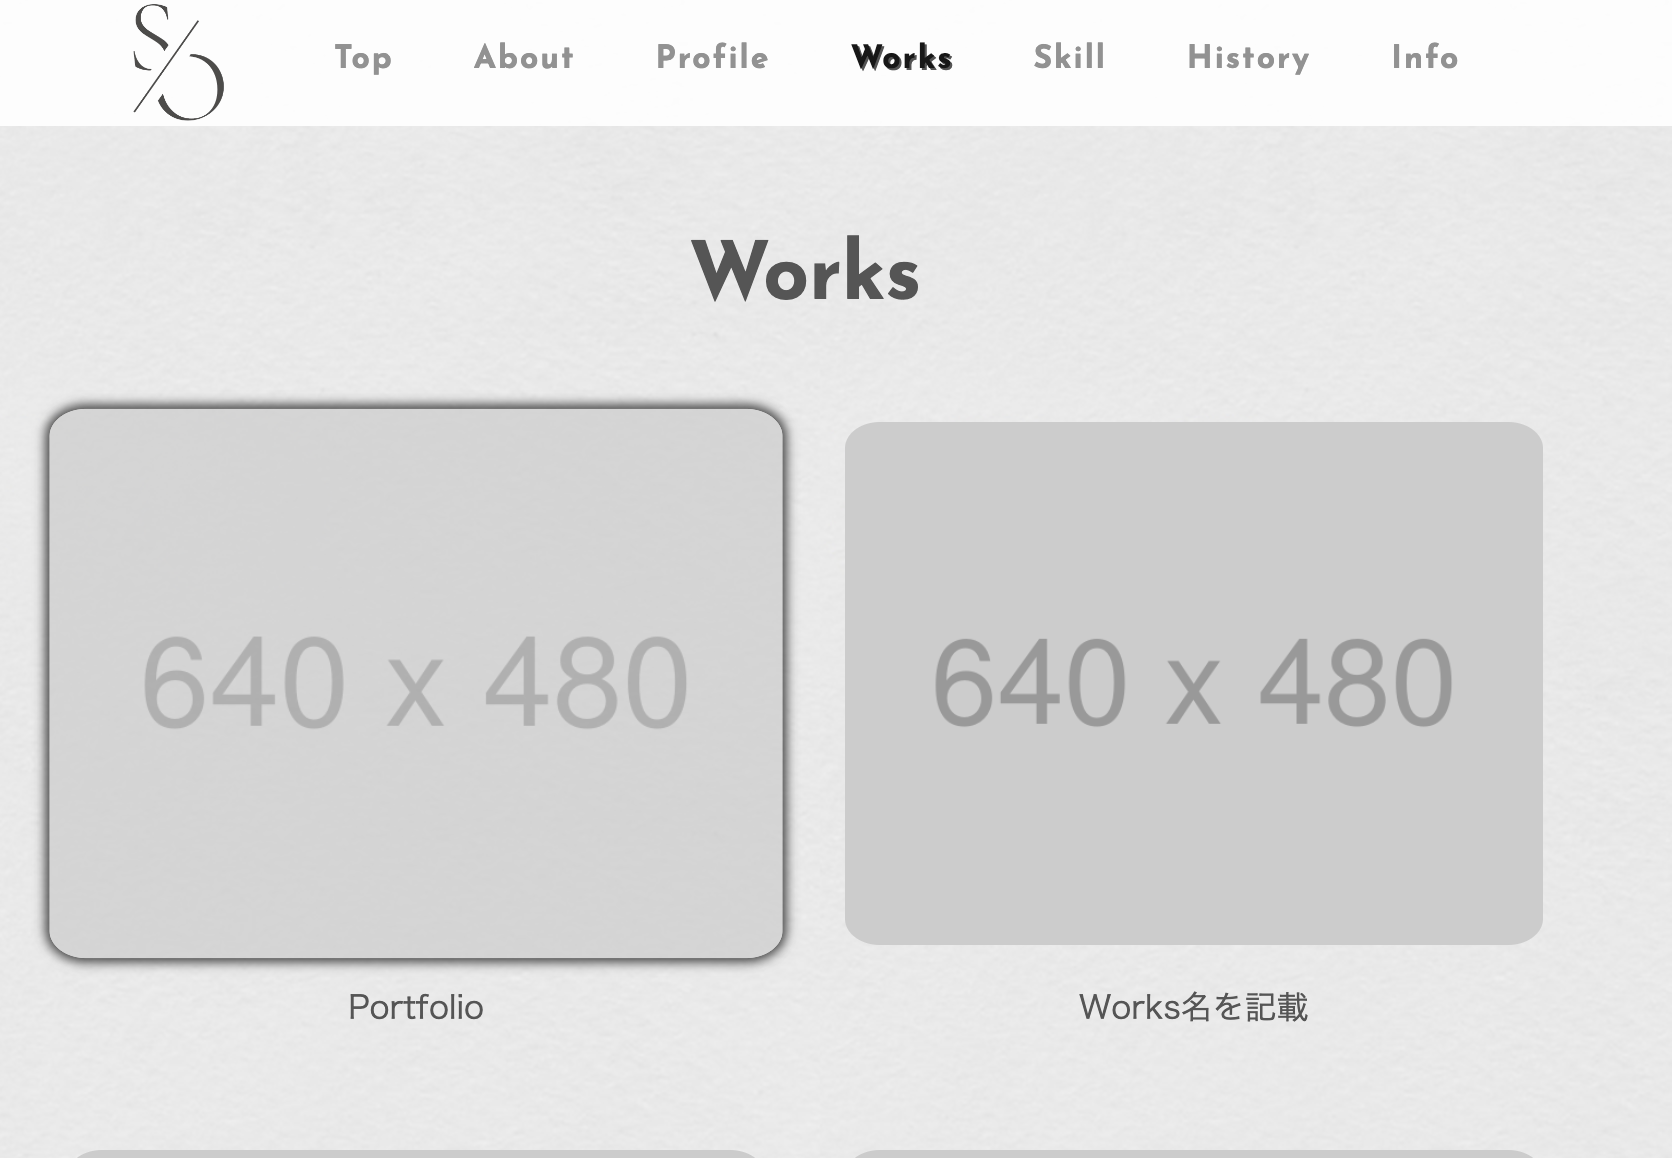 S/O
Top About Profile Works Skill History Info
Works
640 x 480
640 x 480
Portfolio
Works名を記載